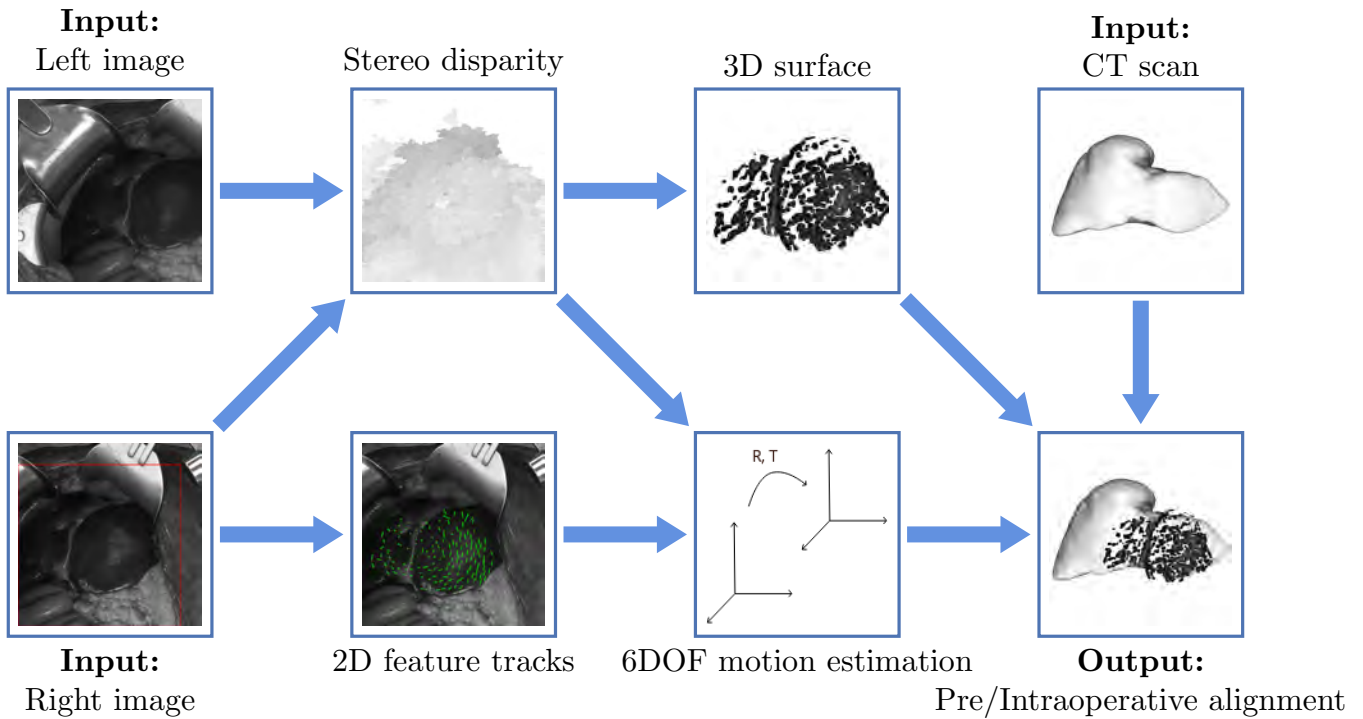 Input:
Left image
Stereo disparity
3D surface
Input:
CT scan
R, T
Input:
Right image
2D feature tracks
6DOF motion estimation
Output:
Pre/Intraoperative alignment